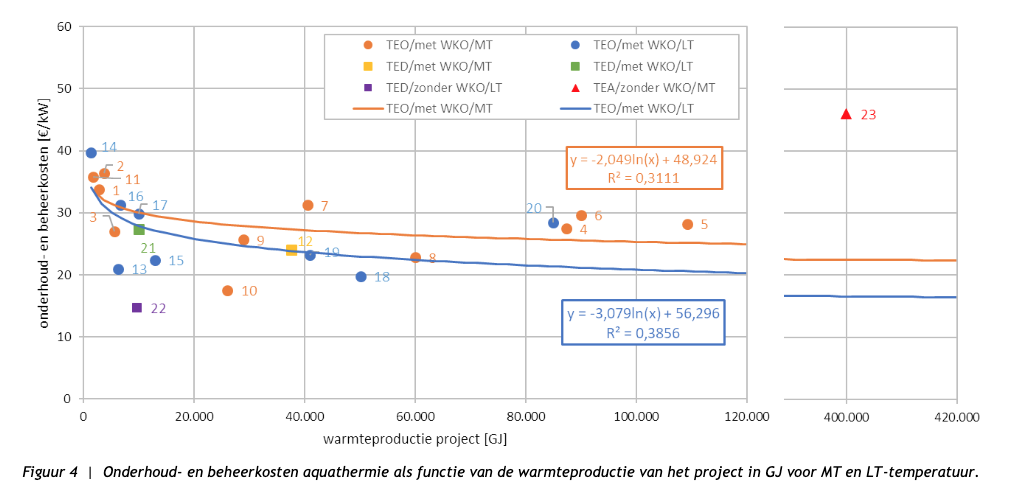 60
50
40
30
20
10
0
onderhoud- en beheerkosten [€/kW]
TEO/met WKO/MT
TEO/met WKO/LT
TED/met WKO/MT
TED/met WKO/LT
TED/zonder WKO/LT
TEA/zonder WKO/MT
TEO/met WKO/MT
TEO/met WKO/LT
14
2
11
1
16
17
3
21
13
15
22
9
10
12
7
19
18
8
20
6
4
5
23
y = -2,049ln(x) + 48,924
R² = 0,3111
y = -3,079ln(x) + 56,296
R² = 0,3856
0
20.000
40.000
60.000
80.000
100.000
120.000
400.000
420.000
warmteproductie project [GJ]
Figuur 4 | Onderhoud- en beheerkosten aquathermie als functie van de warmteproductie van het project in GJ voor MT en LT-temperatuur.